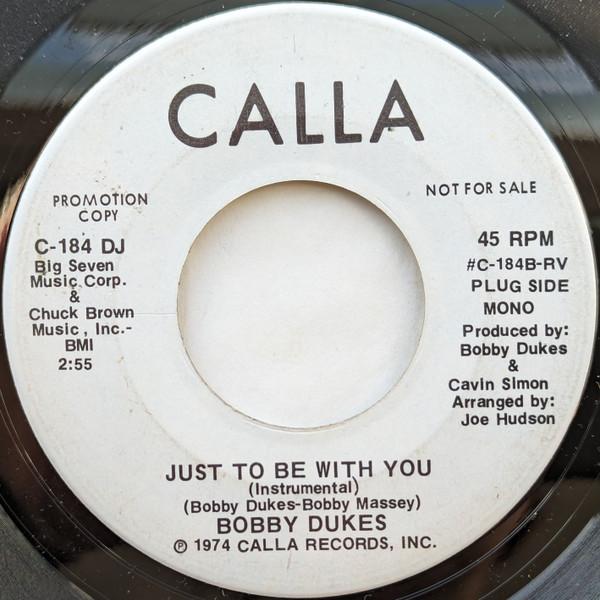 CALLA
PROMOTION
COPY
NOT FOR SALE
C-184 DJ
Big Seven
Music Corp.
&
Chuck Brown
Music, Inc.-
BMI
2:55
45 RPM
#C-184B-RV
PLUG SIDE
MONO
Produced by:
Bobby Dukes
&
Cavin Simon
Arranged by:
Joe Hudson
JUST TO BE WITH YOU
(Instrumental)
(Bobby Dukes-Bobby Massey)
BOBBY DUKES
℗ 1974 CALLA RECORDS, INC.